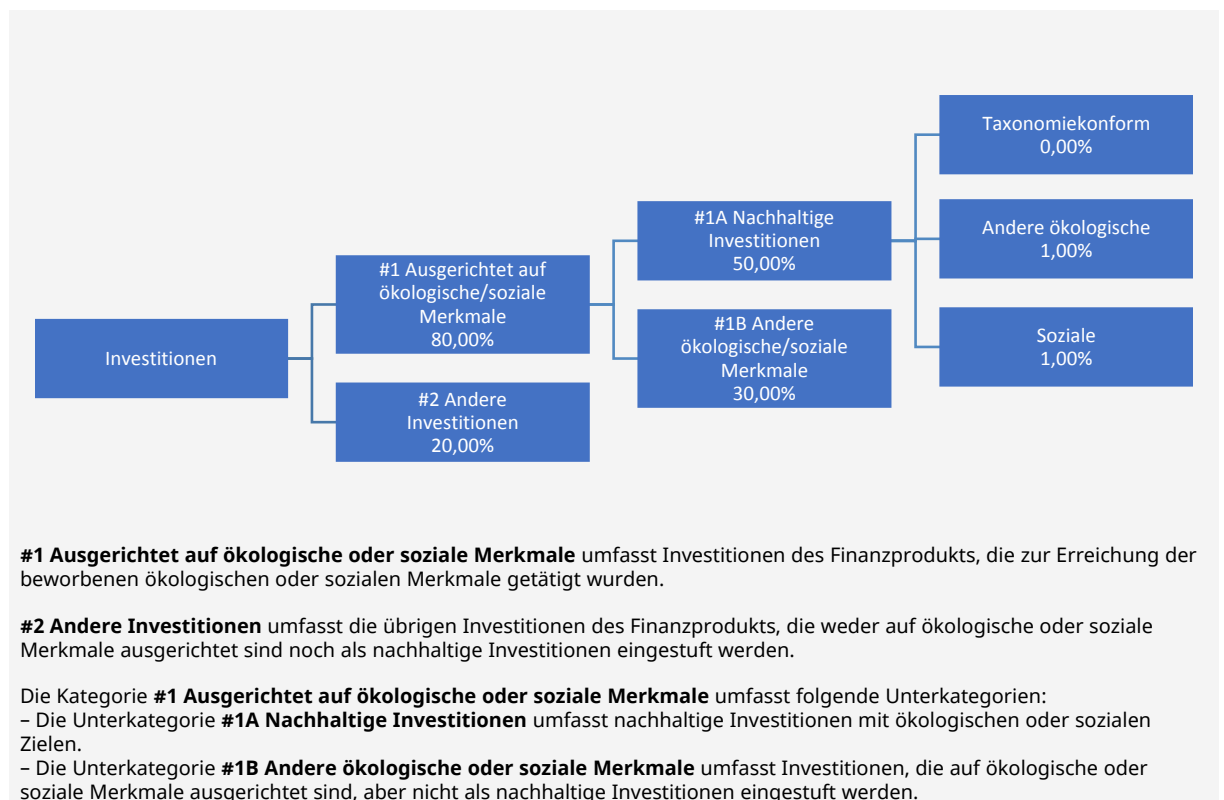 Investitionen
#1 Ausgerichtet auf
ökologische/soziale
Merkmale
80,00%
#2 Andere
Investitionen
20,00%
#1A Nachhaltige
Investitionen
50,00%
#1B Andere
ökologische/soziale
Merkmale
30,00%
Taxonomiekonform
0,00%
Andere ökologische
1,00%
Soziale
1,00%
#1 Ausgerichtet auf ökologische oder soziale Merkmale umfasst Investitionen des Finanzprodukts, die zur Erreichung der
beworbenen ökologischen oder sozialen Merkmale getätigt wurden.
#2 Andere Investitionen umfasst die übrigen Investitionen des Finanzprodukts, die weder auf ökologische oder soziale
Merkmale ausgerichtet sind noch als nachhaltige Investitionen eingestuft werden.
Die Kategorie #1 Ausgerichtet auf ökologische oder soziale Merkmale umfasst folgende Unterkategorien:
– Die Unterkategorie #1A Nachhaltige Investitionen umfasst nachhaltige Investitionen mit ökologischen oder sozialen
Zielen.
– Die Unterkategorie #1B Andere ökologische oder soziale Merkmale umfasst Investitionen, die auf ökologische oder
soziale Merkmale ausgerichtet sind, aber nicht als nachhaltige Investitionen eingestuft werden.